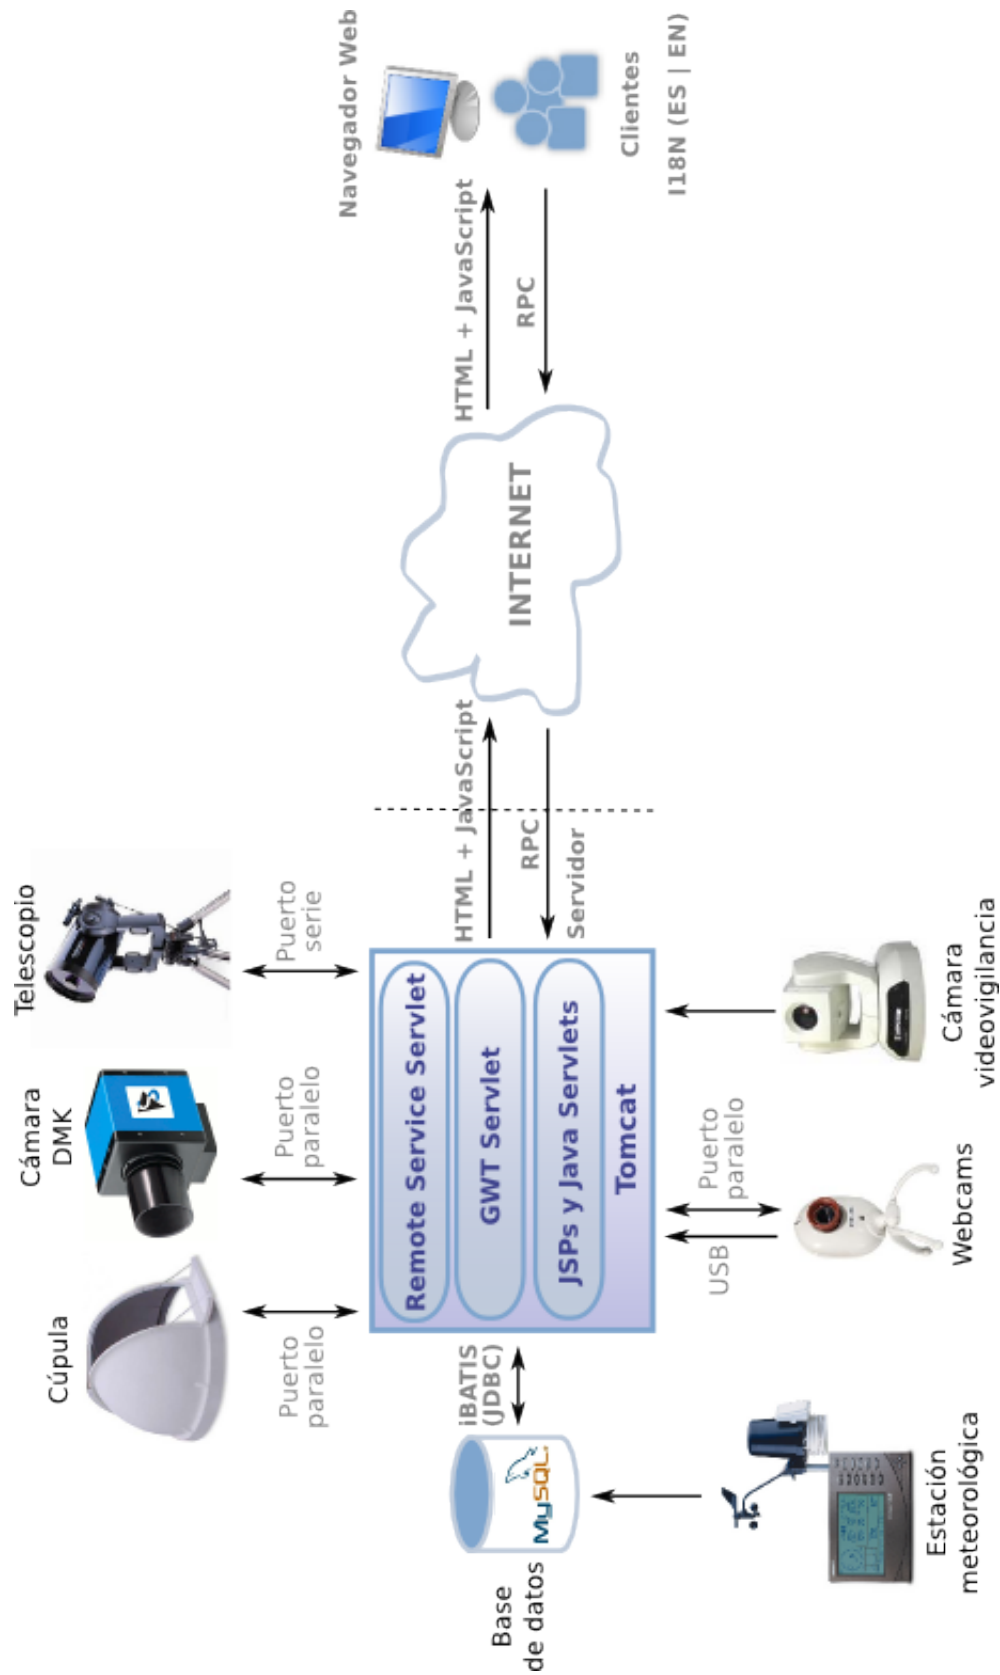 Cúpula
Cámara
DMK
Telescopio
Puerto
paralelo
Puerto
paralelo
Puerto
serie
Navegador Web
Base
de datos
MySQL
iBATIS
(JDBC)
Remote Service Servlet
GWT Servlet
JSPs y Java Servlets
Tomcat
HTML + JavaScript
RPC
Servidor
INTERNET
HTML + JavaScript
RPC
Clientes
I18N (ES | EN)
USB
Puerto
paralelo
Estación
meteorológica
Webcams
Cámara
videovigilancia